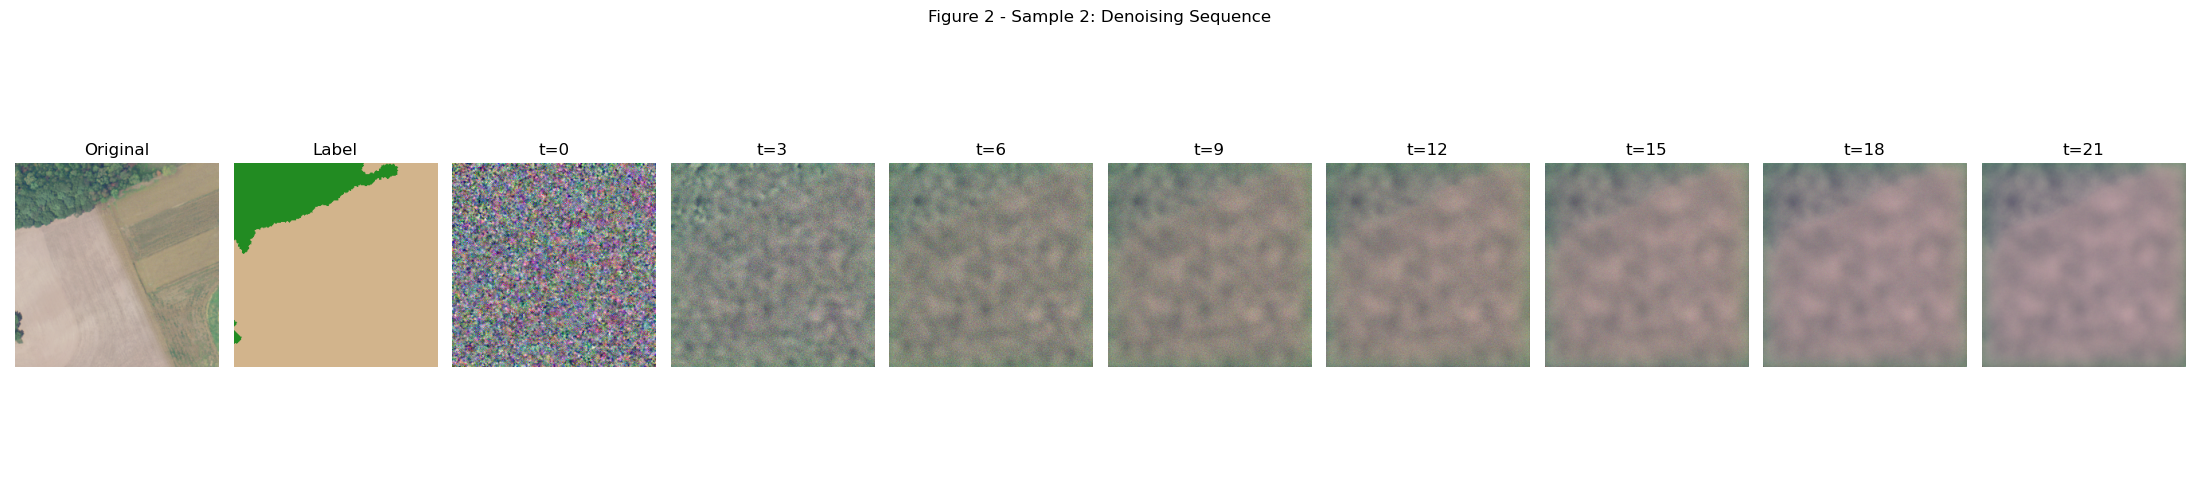 Figure 2 - Sample 2: Denoising Sequence
Original Label t=0 t=3 t=6 t=9 t=12 t=15 t=18 t=21